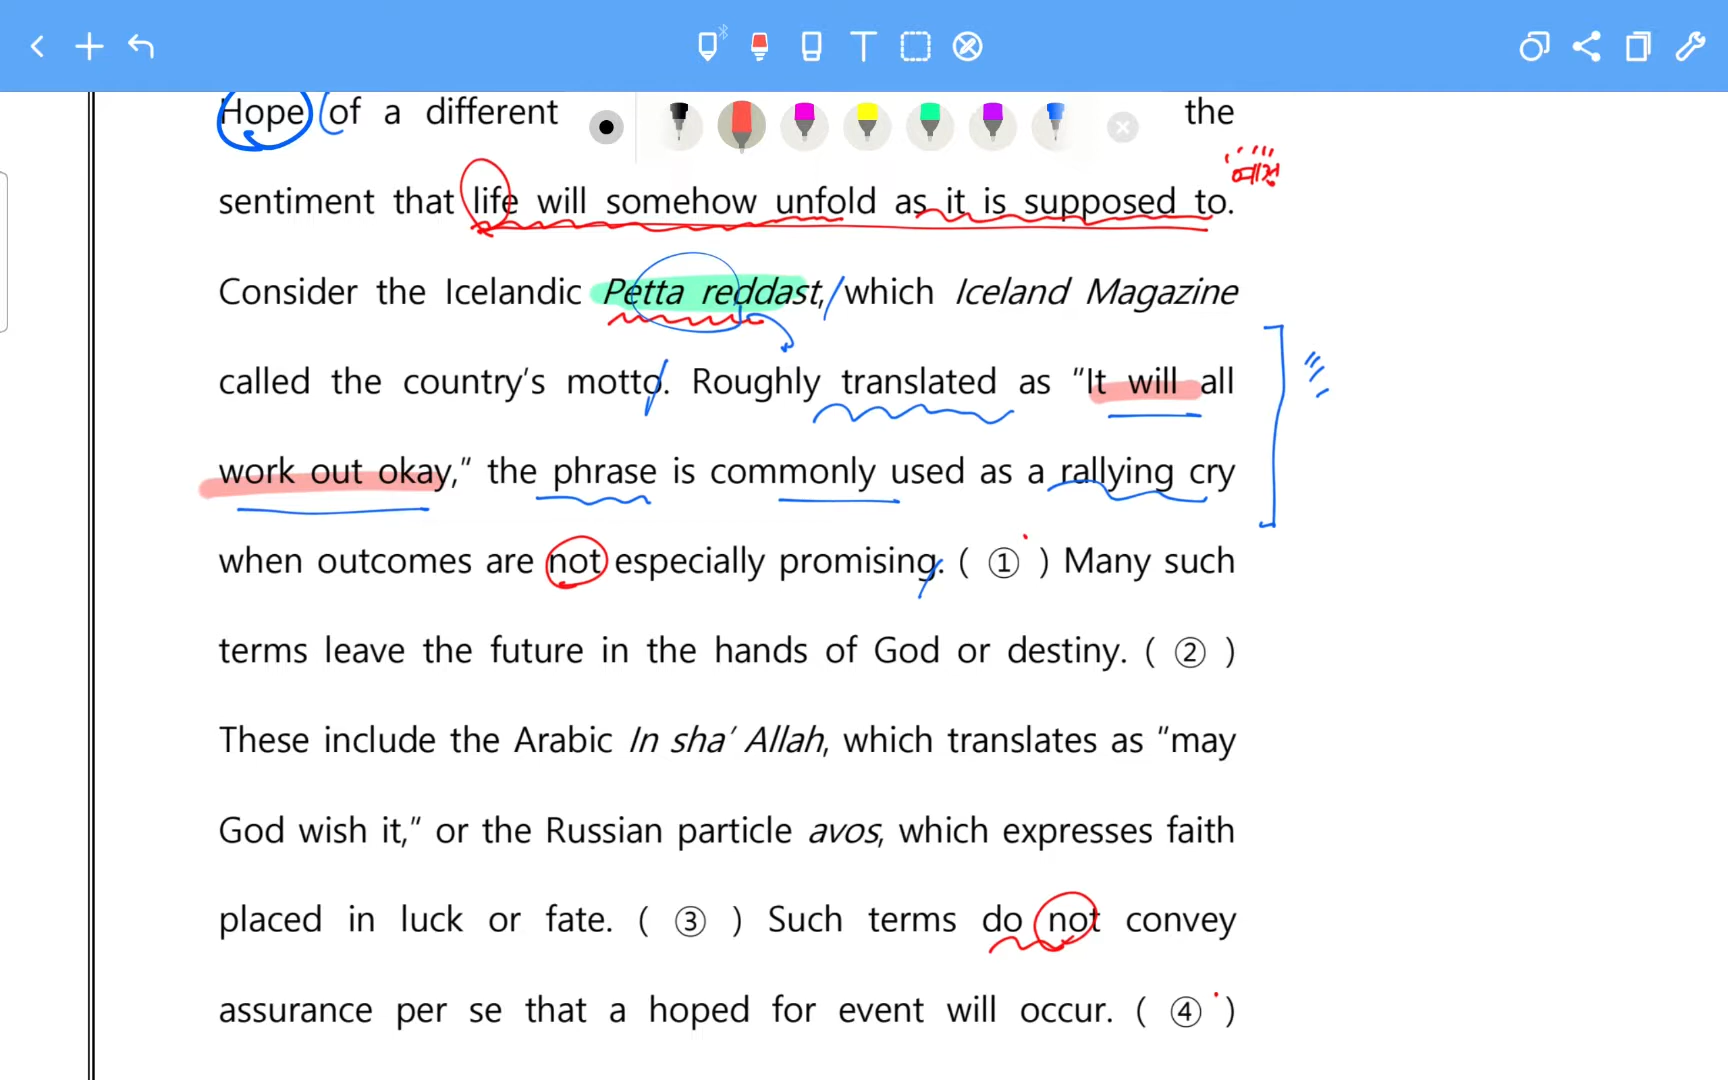 Hope of a different the
sentiment that life will somehow unfold as it is supposed to.
예정
Consider the Icelandic Petta reddast, which Iceland Magazine
called the country's motto. Roughly translated as "It will all
work out okay," the phrase is commonly used as a rallying cry
when outcomes are not especially promising. ( ① ) Many such
terms leave the future in the hands of God or destiny. ( ② )
These include the Arabic In sha' Allah, which translates as "may
God wish it," or the Russian particle avos, which expresses faith
placed in luck or fate. ( ③ ) Such terms do not convey
assurance per se that a hoped for event will occur. ( ④ )